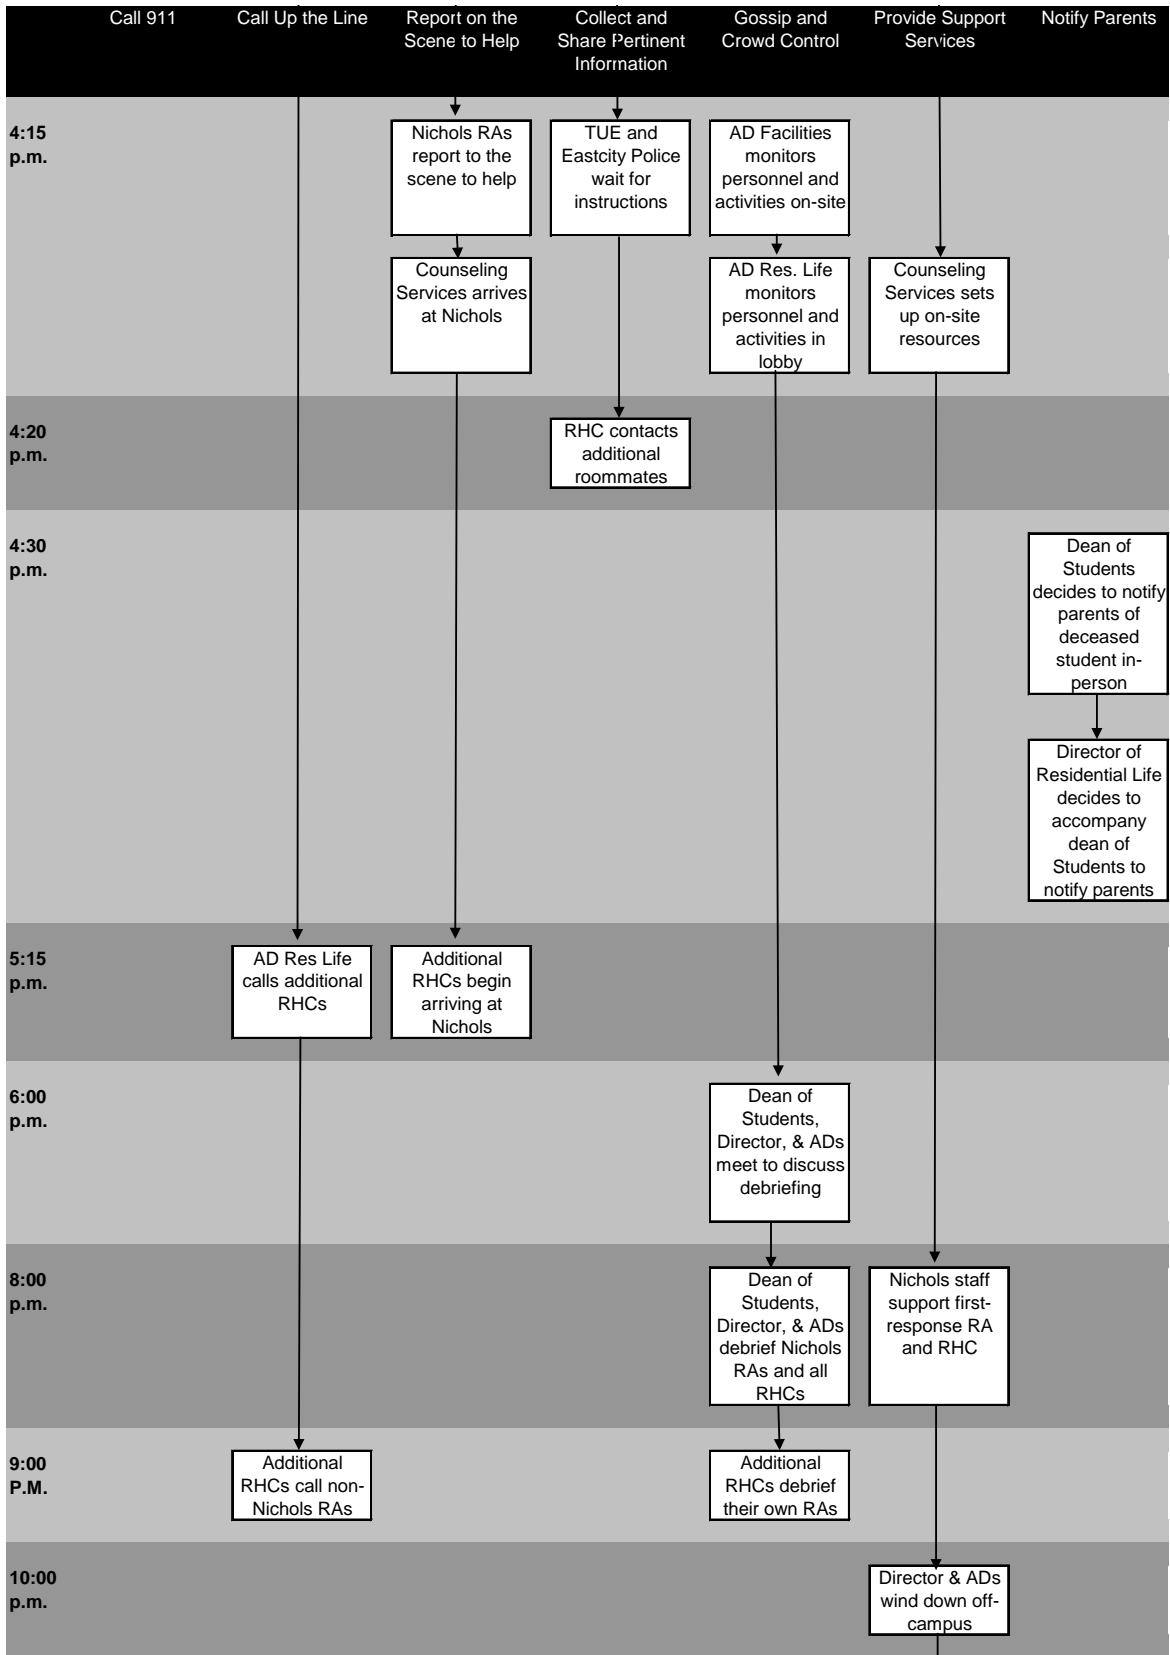 Call 911
Call Up the Line
Report on the
Scene to Help
Collect and
Share Pertinent
Information
Gossip and
Crowd Control
Provide Support
Services
Notify Parents
4:15
p.m.
Nichols RAs
report to the
scene to help
TUE and
Eastcity Police
wait for
instructions
AD Facilities
monitors
personnel and
activities on-site
Counseling
Services arrives
at Nichols
AD Res. Life
monitors
personnel and
activities in
lobby
Counseling
Services sets
up on-site
resources
4:20
p.m.
RHC contacts
additional
roommates
4:30
p.m.
Dean of
Students
decides to notify
parents of
deceased
student in-
person
Director of
Residential Life
decides to
accompany
dean of
Students to
notify parents
5:15
p.m.
AD Res Life
calls additional
RHCs
Additional
RHCs begin
arriving at
Nichols
6:00
p.m.
Dean of
Students,
Director, & ADs
meet to discuss
debriefing
8:00
p.m.
Dean of
Students,
Director, & ADs
debrief Nichols
RAs and all
RHCs
Nichols staff
support first-
response RA
and RHC
9:00
P.M.
Additional
RHCs call non-
Nichols RAs
Additional
RHCs debrief
their own RAs
10:00
p.m.
Director & ADs
wind down off-
campus